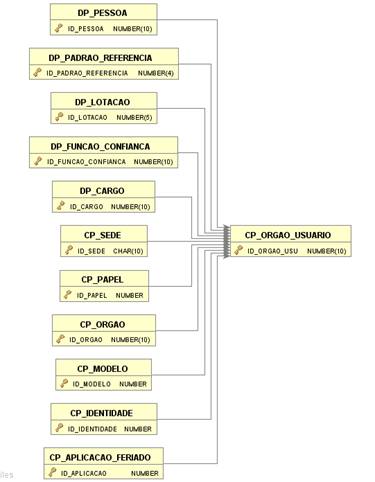 DP_PESSOA
ID_PESSOA NUMBER(10)
DP_PADRAO_REFERENCIA
ID_PADRAO_REFERENCIA NUMBER(4)
DP_LOTACAO
ID_LOTACAO NUMBER(5)
DP_FUNCAO_CONFIANCA
ID_FUNCAO_CONFIANCA NUMBER(10)
DP_CARGO
ID_CARGO NUMBER(10)
CP_SEDE
ID_SEDE CHAR(10)
CP_ORGAO_USUARIO
ID_ORGAO_USU NUMBER(10)
CP_PAPEL
ID_PAPEL NUMBER
CP_ORGAO
ID_ORGAO NUMBER(10)
CP_MODELO
ID_MODELO NUMBER
CP_IDENTIDADE
ID_IDENTIDADE NUMBER
CP_APLICACAO_FERIADO
ID_APLICACAO NUMBER
iles